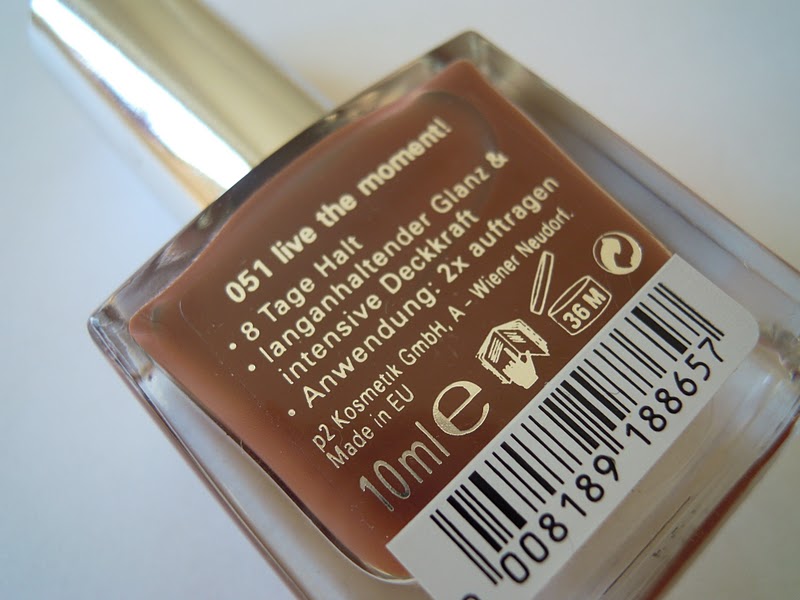 051 live the moment!
• 8 Tage Halt
• langanhaltender Glanz &
intensive Deckkraft
• Anwendung: 2x auftragen
p2 Kosmetik GmbH, A – Wiener Neudorf.
Made in EU
10ml e
36 M
008189 188657